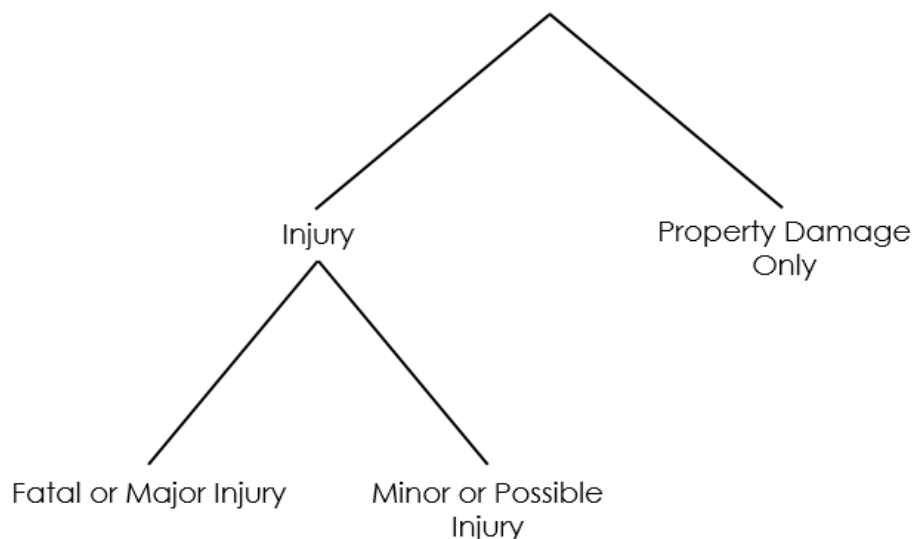 Injury
Property Damage
Only
Fatal or Major Injury
Minor or Possible
Injury